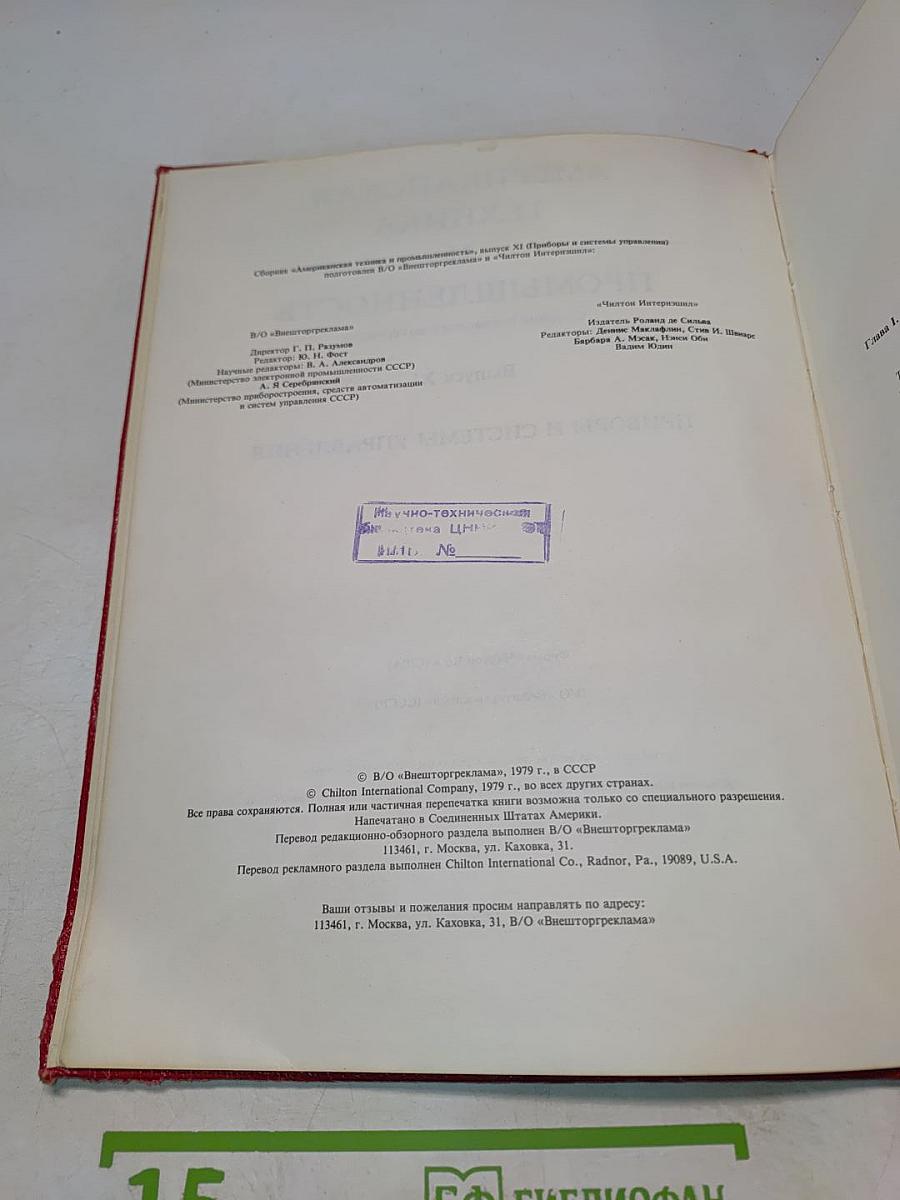 Сборник «Американская техника и промышленность», выпуск XI (Приборы и системы управления)
подготовлен В/О «Внешторгреклама» и «Чилтон Интернэшнл»:
В/О «Внешторгреклама»
Директор Г. П. Разумов
Редактор: Ю. Н. Фост
Научные редакторы: В. А. Александров
(Министерство электронной промышленности СССР)
А. Я Серебрянский
(Министерство приборостроения, средств автоматизации
и систем управления СССР)
«Чилтон Интернэшнл»
Издатель Роланд де Сильва
Редакторы: Деннис Маклафлин, Стив И. Шварс
Барбара А. Мэсак, Нэнси Оби
Вадим Юдин
Научно-техническая
ЦНИ
№
© В/О «Внешторгреклама», 1979 г., в СССР
© Chilton International Company, 1979 г., во всех других странах.
Все права сохраняются. Полная или частичная перепечатка книги возможна только со специального разрешения.
Напечатано в Соединенных Штатах Америки.
Перевод редакционно-обзорного раздела выполнен В/О «Внешторгреклама»
113461, г. Москва, ул. Каховка, 31.
Перевод рекламного раздела выполнен Chilton International Co., Radnor, Pa., 19089, U.S.A.
Ваши отзывы и пожелания просим направлять по адресу:
113461, г. Москва, ул. Каховка, 31, В/О «Внешторгреклама»
Глава I.
15
БФ БИБЛИОФАН